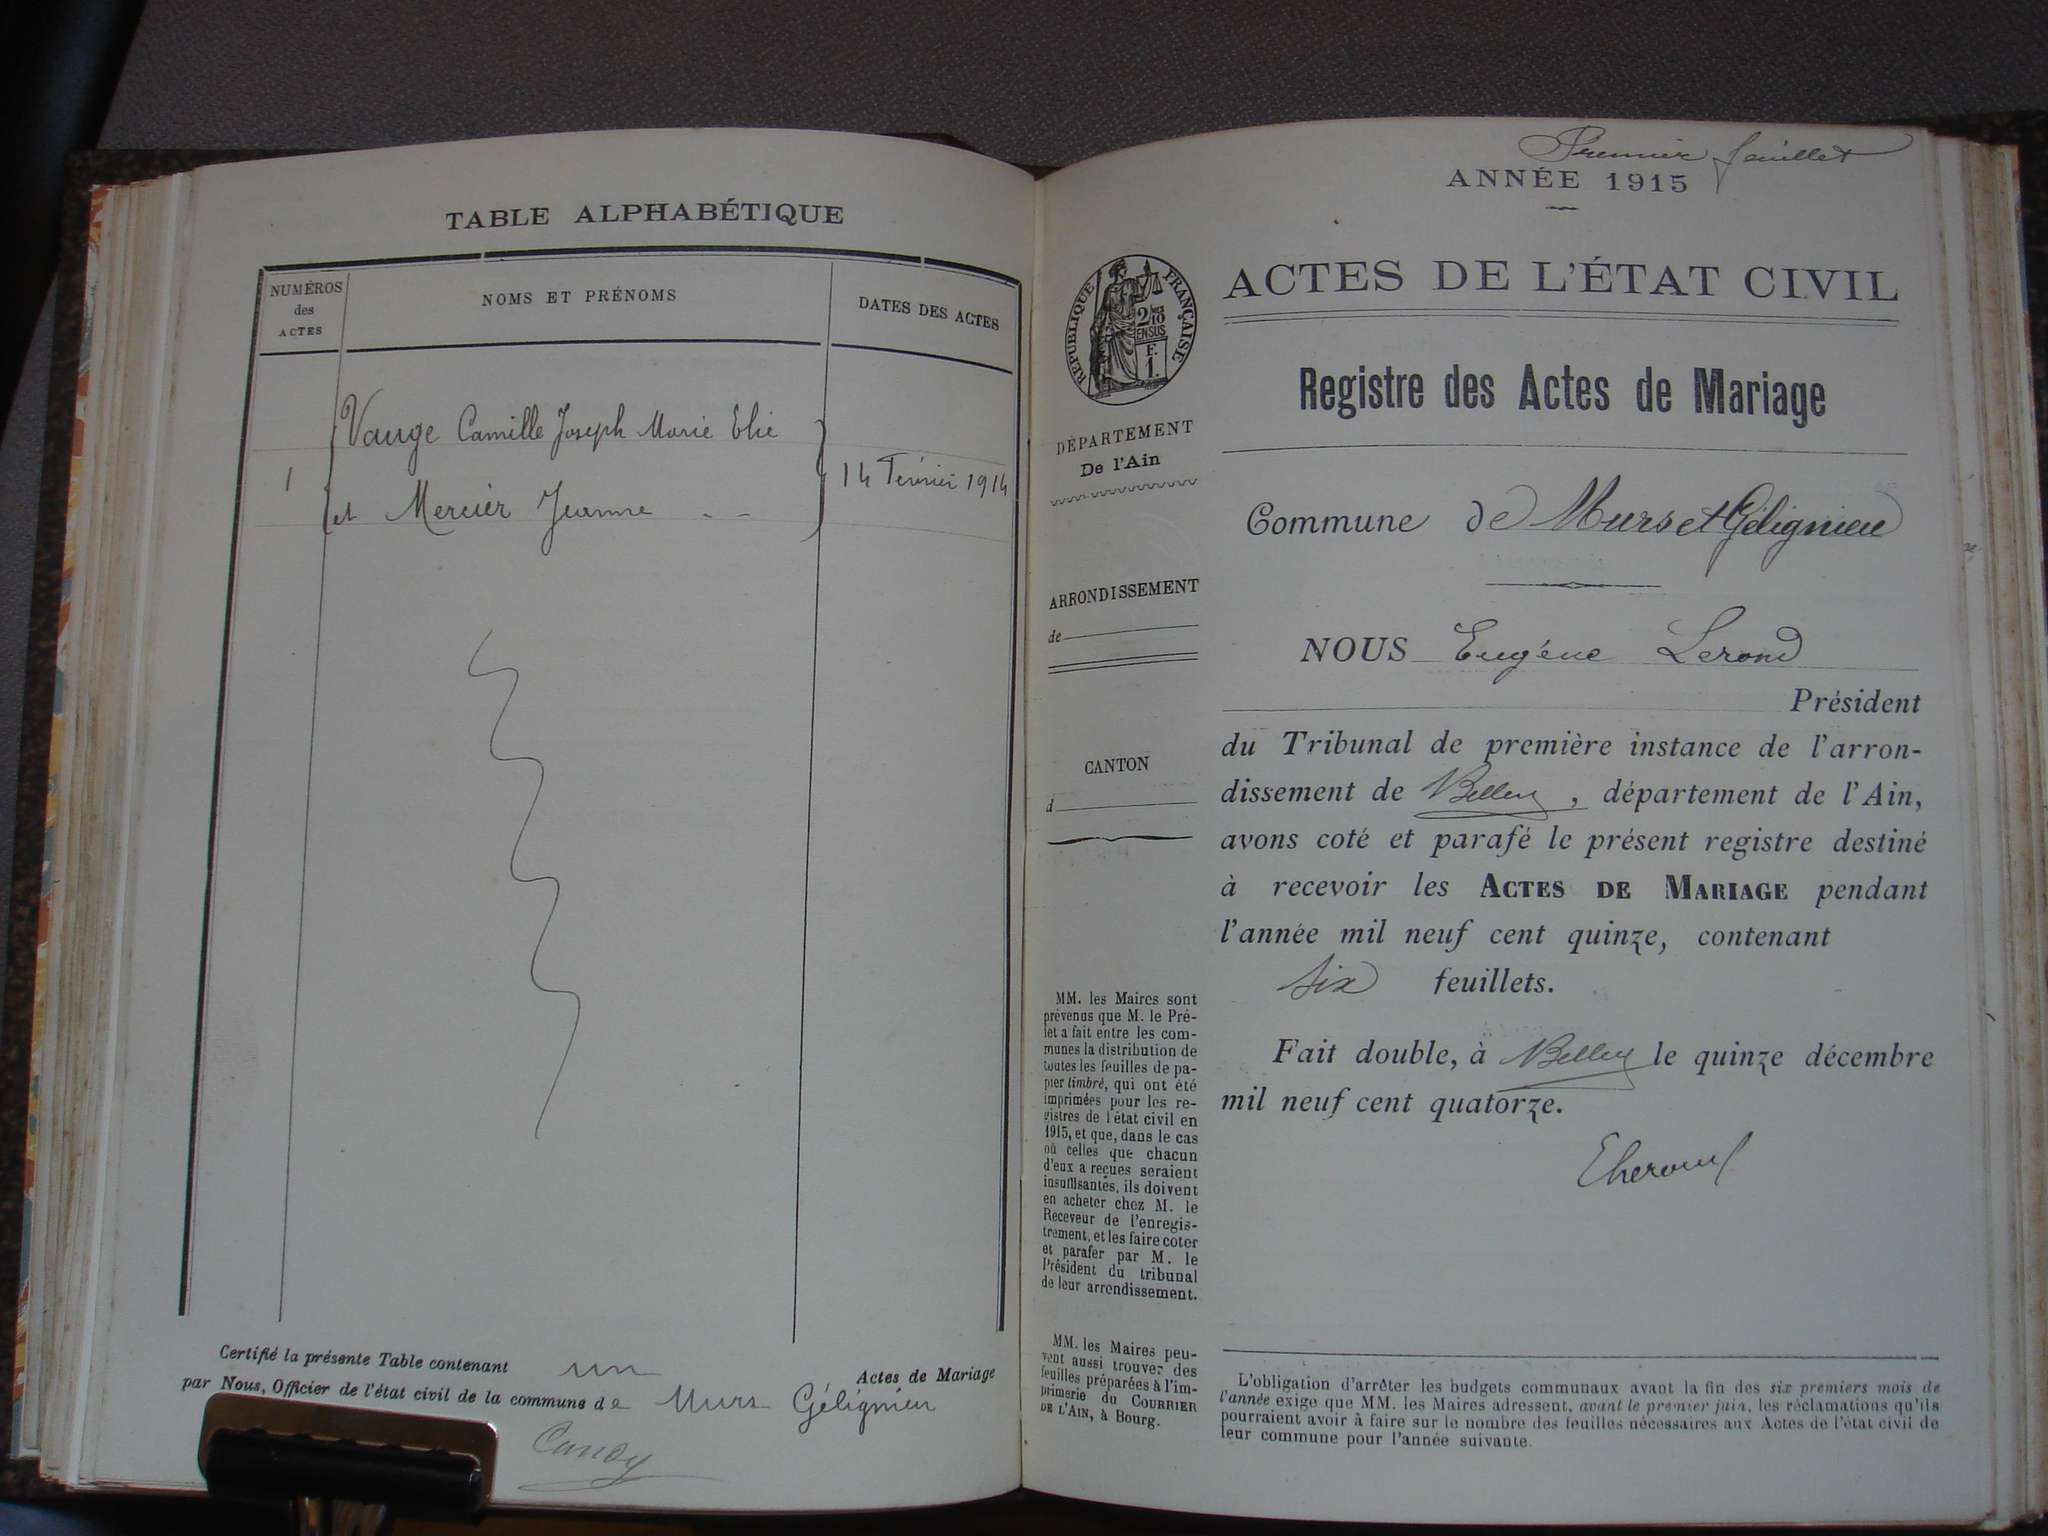 TABLE ALPHABÉTIQUE
NUMÉROS
des
ACTES
NOMS ET PRÉNOMS
DATES DES ACTES
Vauge Camille Joseph Marie Elie
1
et Mercier Jeanne
14 Février 1914
Certifié la présente Table contenant un Actes de Mariage
par Nous, Officier de l'état civil de la commune de Murs Gélignieu
Premier feuillet
ANNÉE 1915
RÉPUBLIQUE FRANÇAISE
2/10
EN SUS
F.
1.
ACTES DE L'ÉTAT CIVIL
Registre des Actes de Mariage
DÉPARTEMENT
De l'Ain
Commune de Murs et Gélignieu
ARRONDISSEMENT
de
NOUS Eugène Lerond
Président
CANTON
d
du Tribunal de première instance de l'arron-
dissement de Belley, département de l'Ain,
avons coté et parafé le présent registre destiné
à recevoir les ACTES DE MARIAGE pendant
l'année mil neuf cent quinze, contenant
six feuillets.
Fait double, à Belley le quinze décembre
mil neuf cent quatorze.
MM. les Maires sont
prévenus que M. le Pré-
fet a fait entre les com-
munes la distribution de
toutes les feuilles de pa-
pier timbré, qui ont été
imprimées pour les re-
gistres de l'état civil en
1915, et que, dans le cas
où celles que chacun
d'eux a reçues seraient
insuffisantes, ils doivent
en acheter chez M. le
Receveur de l'enregis-
trement, et les faire coter
et parafer par M. le
Président du tribunal
de leur arrondissement.
MM. les Maires peu-
vent aussi trouver des
feuilles préparées à l'im-
primerie du COURRIER
DE L'AIN, à Bourg.
L'obligation d'arrêter les budgets communaux avant la fin des six premiers mois de
l'année exige que MM. les Maires adressent, avant le premier juin, les réclamations qu'ils
pourraient avoir à faire sur le nombre des feuilles nécessaires aux Actes de l'état civil de
leur commune pour l'année suivante.